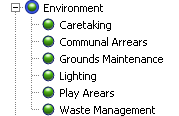 Environment
Caretaking
Communal Arrears
Grounds Maintenance
Lighting
Play Arears
Waste Management